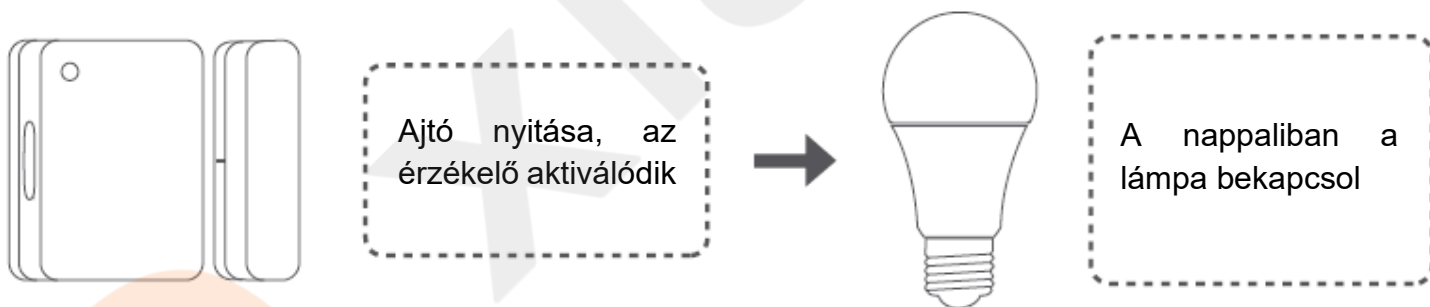 Ajtó nyitása, az
érzékelő aktiválódik
A nappaliban a
lámpa bekapcsol